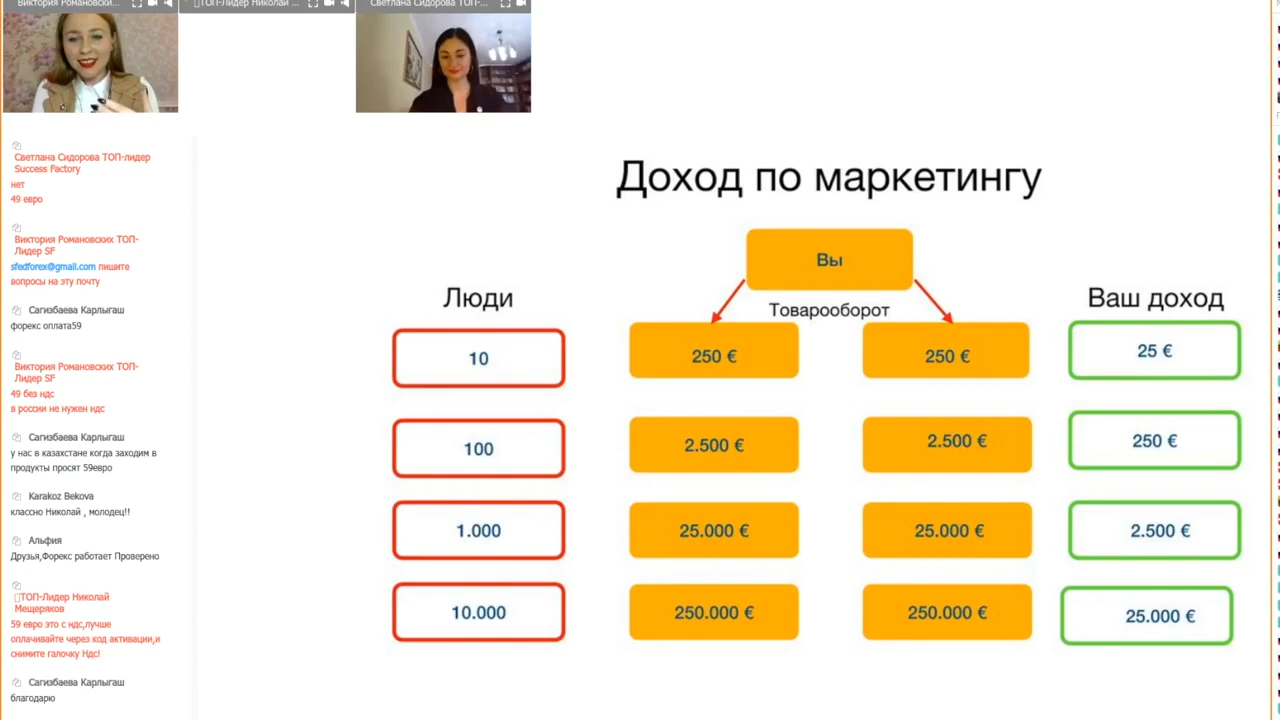 Виктория Романовски...
ТОП-Лидер Николай ...
Светлана Сидорова ТОП-...
Светлана Сидорова ТОП-лидер
Success Factory
нет
49 евро
Виктория Романовских ТОП-
Лидер SF
sfedforex@gmail.com пишите
вопросы на эту почту
Сагизбаева Карлыгаш
форекс оплата59
Виктория Романовских ТОП-
Лидер SF
49 без ндс
в россии не нужен ндс
Сагизбаева Карлыгаш
у нас в казахстане когда заходим в
продукты просят 59евро
Karakoz Bekova
классно Николай , молодец!!
Альфия
Друзья,Форекс работает Проверено
ТОП-Лидер Николай
Мещеряков
59 евро это с ндс,лучше
оплачивайте через код активации,и
снимите галочку Ндс!
Сагизбаева Карлыгаш
благодарю
Доход по маркетингу
Вы
Люди
Товарооборот
Ваш доход
10
250 €
250 €
25 €
100
2.500 €
2.500 €
250 €
1.000
25.000 €
25.000 €
2.500 €
10.000
250.000 €
250.000 €
25.000 €